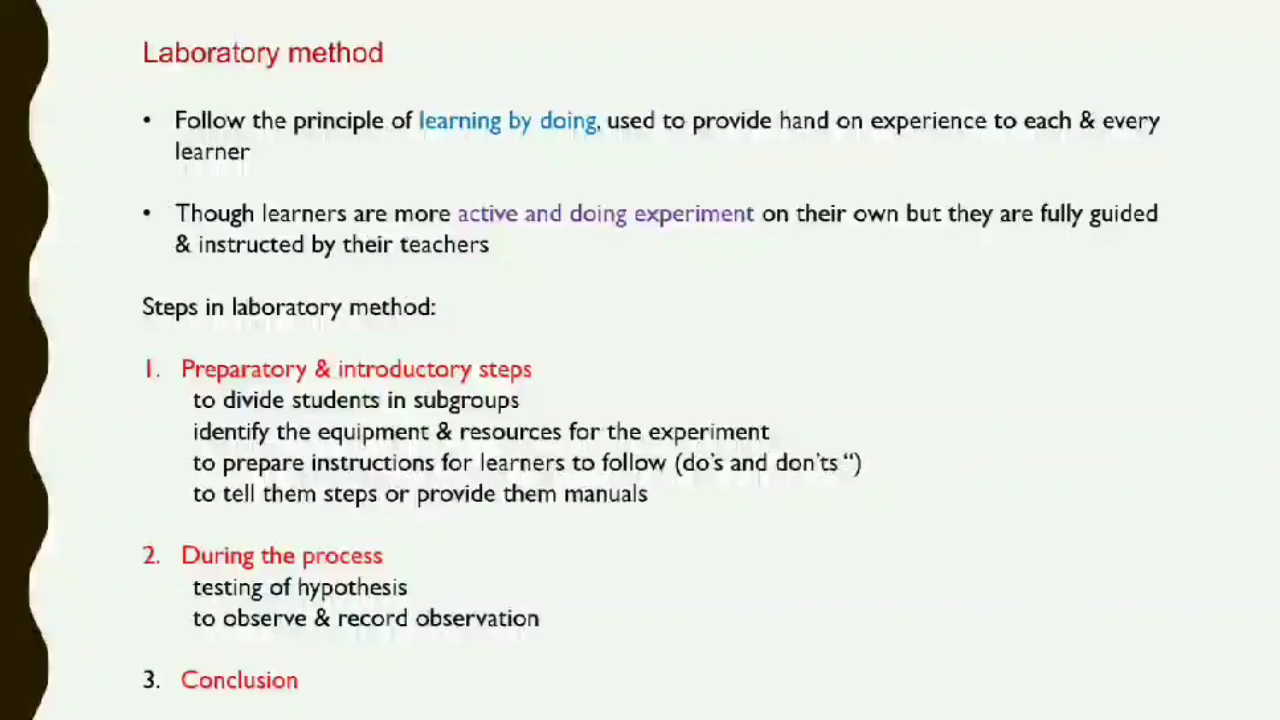 Laboratory method
• Follow the principle of learning by doing, used to provide hand on experience to each & every
learner
• Though learners are more active and doing experiment on their own but they are fully guided
& instructed by their teachers
Steps in laboratory method:
1. Preparatory & introductory steps
to divide students in subgroups
identify the equipment & resources for the experiment
to prepare instructions for learners to follow (do's and don'ts “)
to tell them steps or provide them manuals
2. During the process
testing of hypothesis
to observe & record observation
3. Conclusion